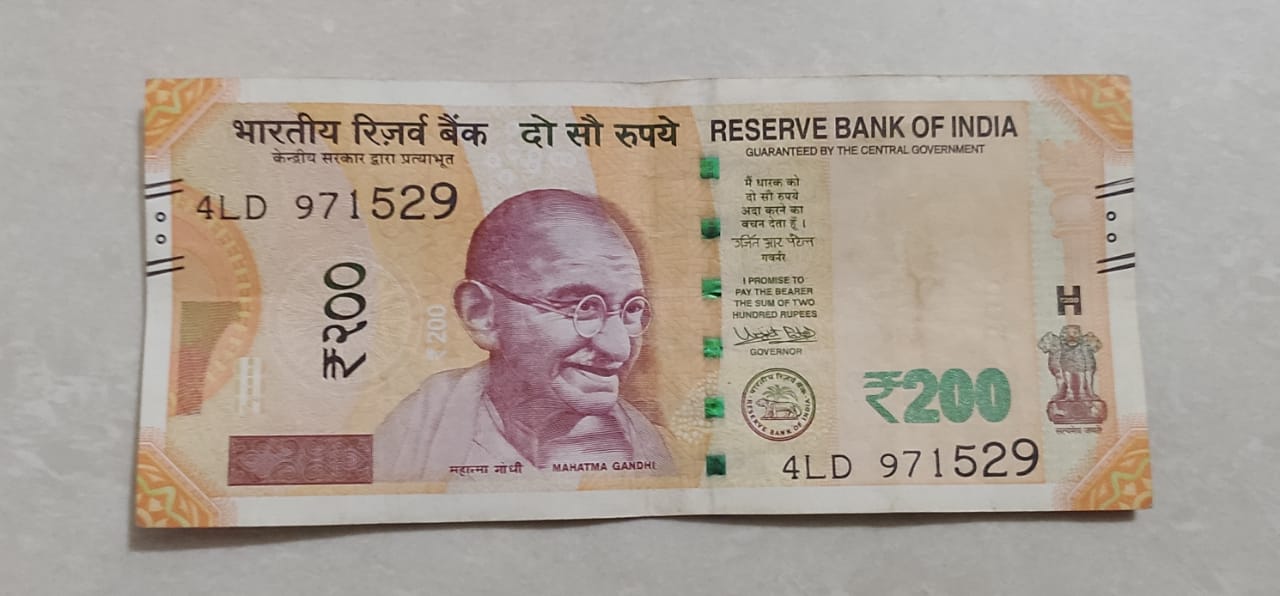 भारतीय रिज़र्व बैंक दो सौ रुपये
केन्द्रीय सरकार द्वारा प्रत्याभूत
4LD 971529
₹२००
₹200
महात्मा गांधी MAHATMA GANDHI
RESERVE BANK OF INDIA
GUARANTEED BY THE CENTRAL GOVERNMENT
मैं धारक को
दो सौ रुपये
अदा करने का
वचन देता हूँ ।
उर्जित आर पटेल
गवर्नर
I PROMISE TO
PAY THE BEARER
THE SUM OF TWO
HUNDRED RUPEES
GOVERNOR
भारतीय रिज़र्व बैंक
RESERVE BANK OF INDIA
H
₹200
सत्यमेव जयते
4LD 971529